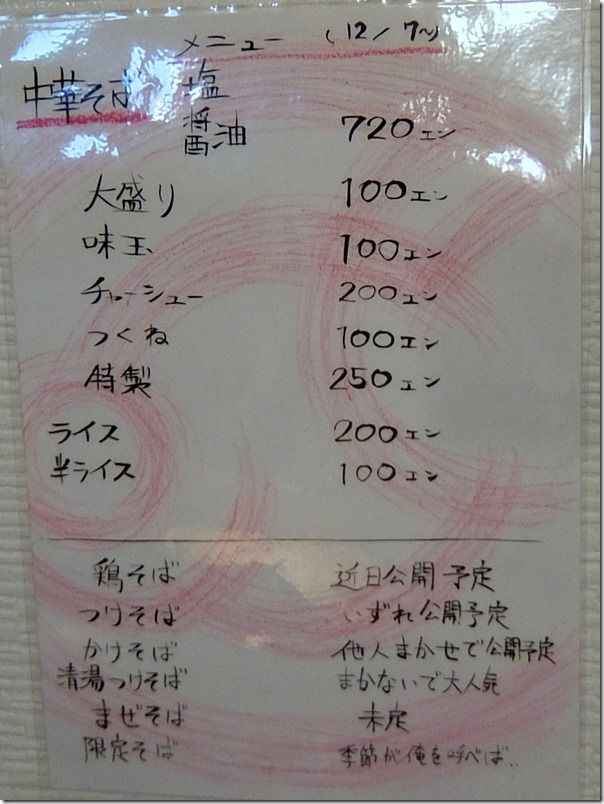 メニュー (12/7~)
中華そば 塩
醤油 720エン
大盛り 100エン
味玉 100エン
チャーシュー 200エン
つくね 100エン
特製 250エン
ライス 200エン
半ライス 100エン
鶏そば 近日公開予定
つけそば いずれ公開予定
かけそば 他人まかせで公開予定
清湯つけそば まかないで大人気
まぜそば 未定
限定そば 季節が俺を呼べば...